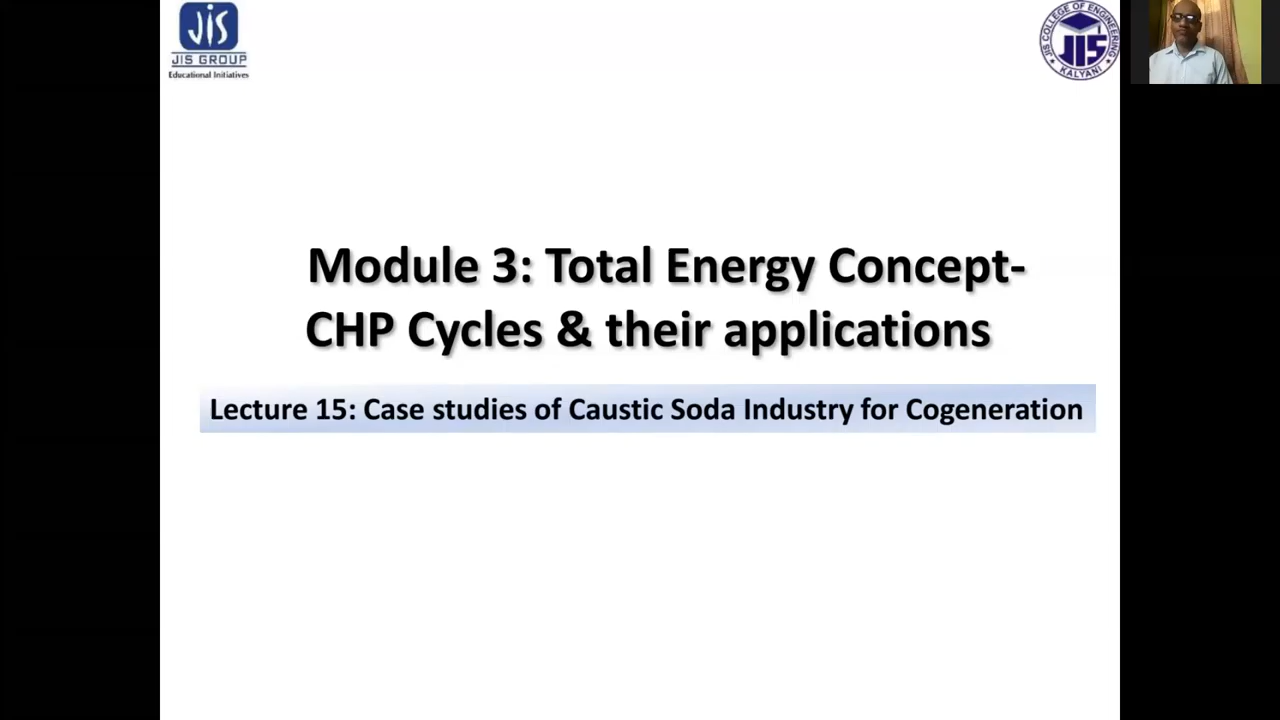 JIS
JIS GROUP
Educational Initiatives
JIS COLLEGE OF ENGINEERING
JIS
KALYANI
Module 3: Total Energy Concept-
CHP Cycles & their applications
Lecture 15: Case studies of Caustic Soda Industry for Cogeneration